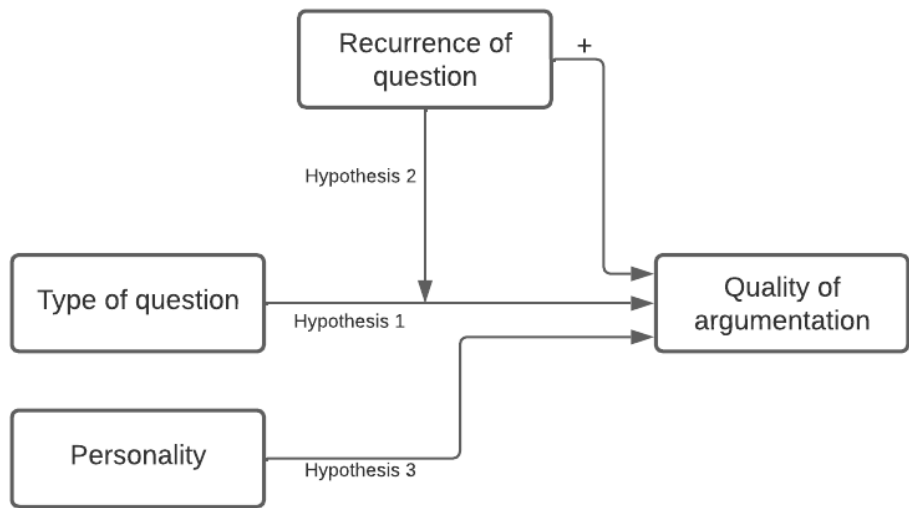 Recurrence of
question
+
Hypothesis 2
Type of question
Hypothesis 1
Quality of
argumentation
Personality
Hypothesis 3